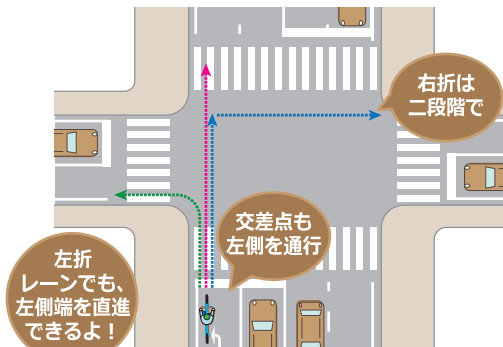 右折は
二段階で
交差点も
左側を通行
左折
レーンでも、
左側端を直進
できるよ！